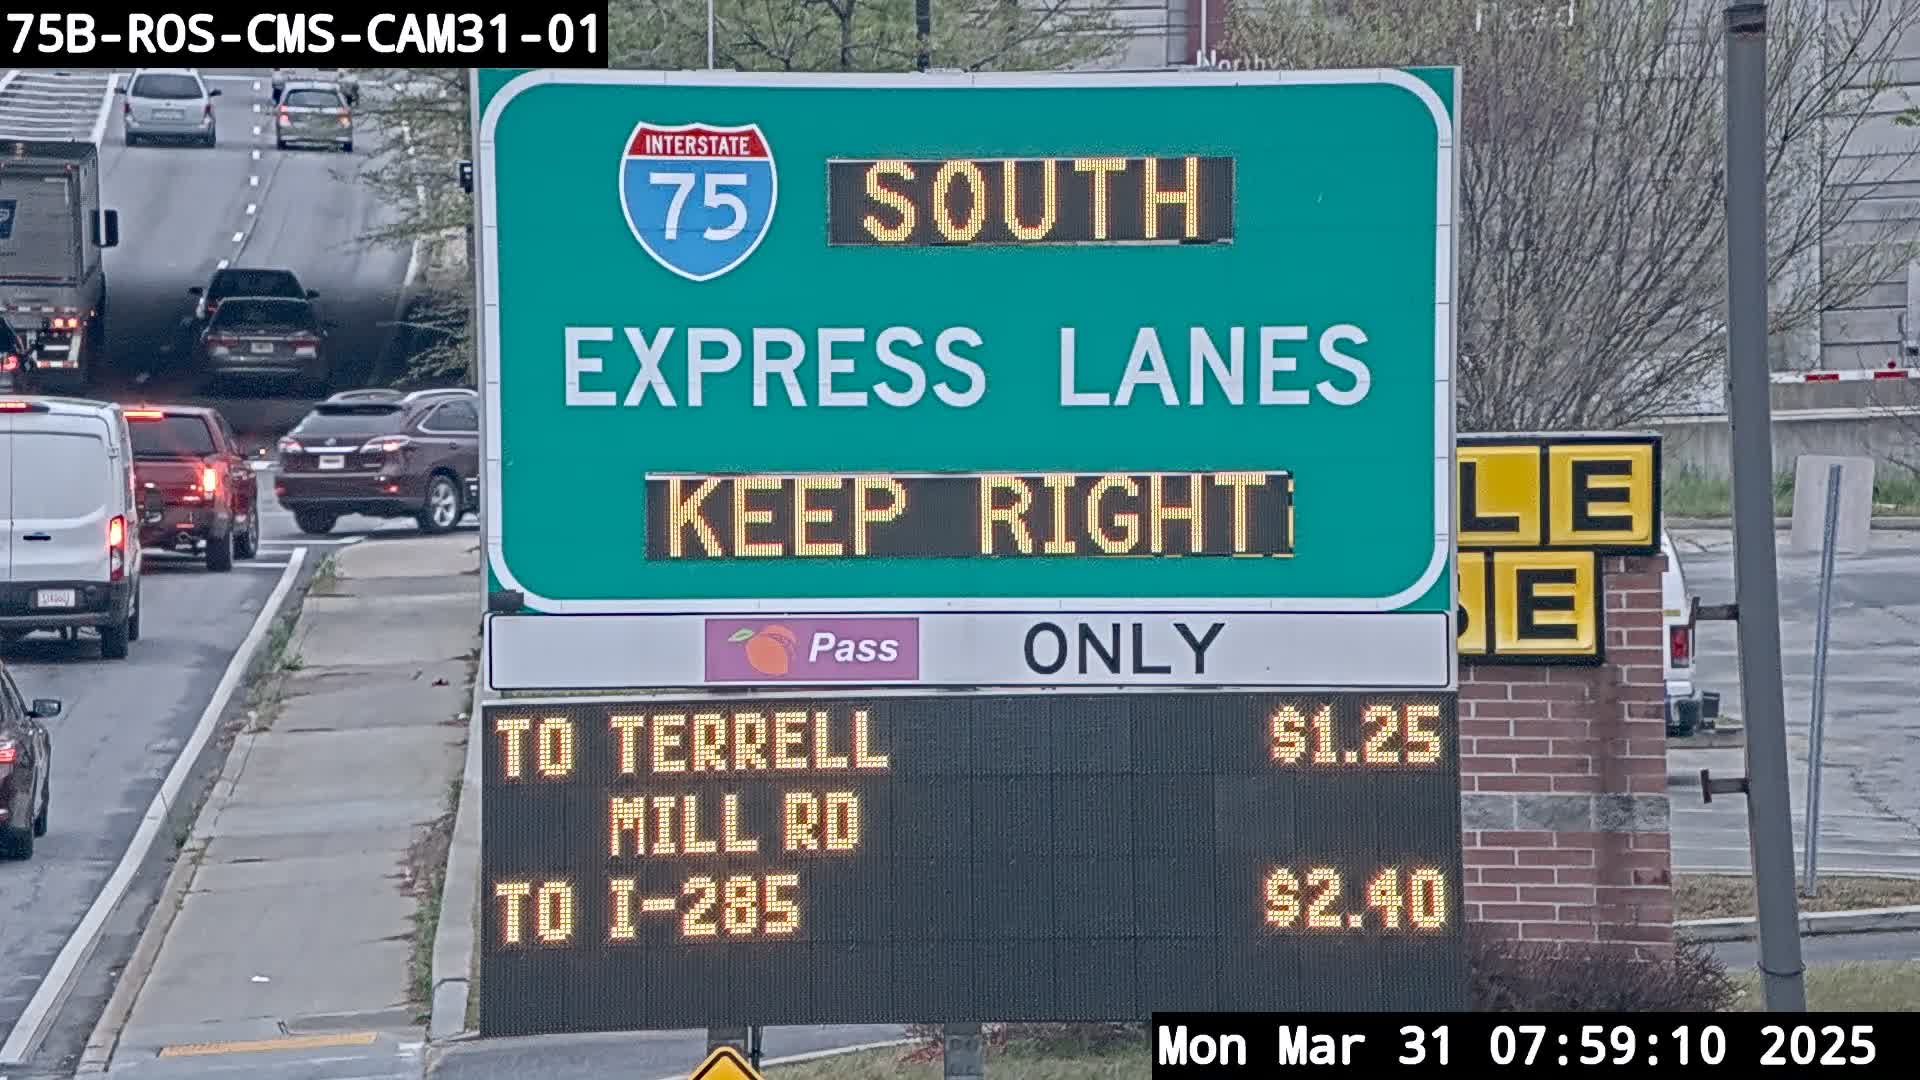 75B-ROS-CMS-CAM31-01
INTERSTATE
75
SOUTH
EXPRESS LANES
KEEP RIGHT
Pass ONLY
TO TERRELL $1.25
MILL RD
TO I-285 $2.40
LE
E
Mon Mar 31 07:59:10 2025